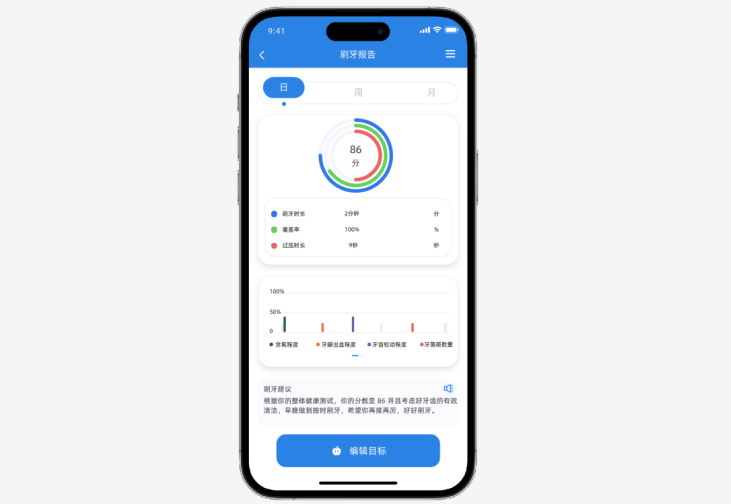 9:41
刷牙报告
日 周 月
86
分
刷牙时长 2分钟 分
覆盖率 100% %
过压时长 9秒 秒
100%
50%
0
含氟程度 牙龈出血程度 牙齿松动程度 牙菌斑数量
刷牙建议
根据你的整体健康测试，你的分数是 86 并且考虑好牙齿的有效
清洁，早晚做到按时刷牙，希望你再接再厉，好好刷牙。
编辑目标